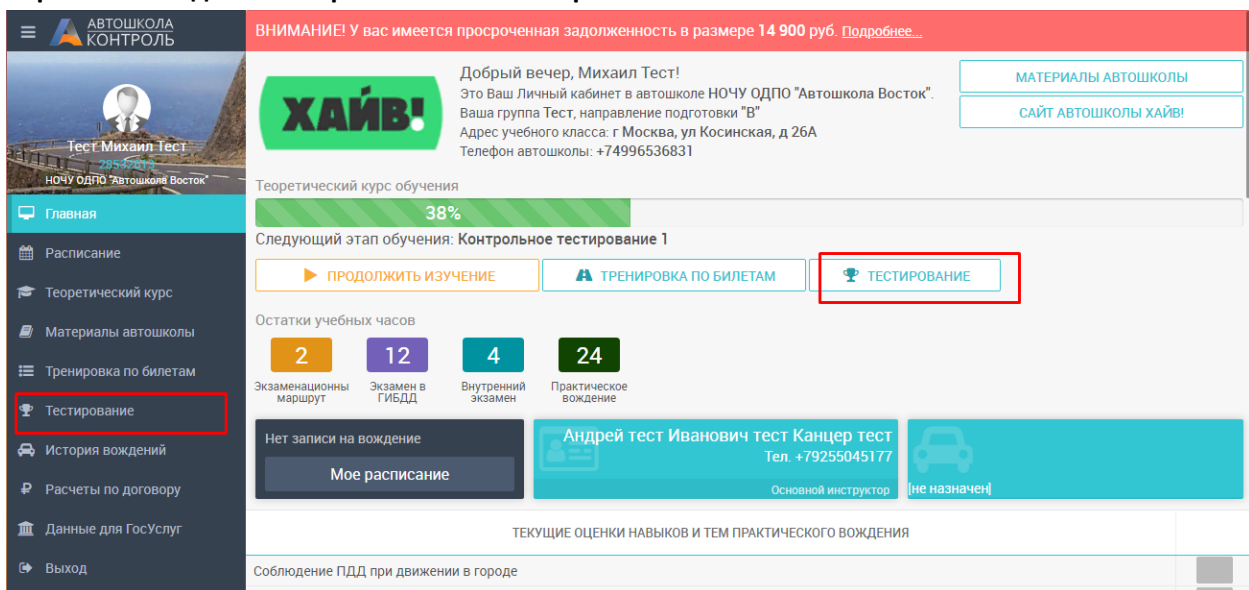 АВТОШКОЛА
КОНТРОЛЬ
Тест Михаил Тест
НОЧУ ОДПО "Автошкола Восток"
Главная
Расписание
Теоретический курс
Материалы автошколы
Тренировка по билетам
Тестирование
История вождений
Расчеты по договору
Данные для ГосУслуг
Выход
ВНИМАНИЕ! У вас имеется просроченная задолженность в размере 14 900 руб. Подробнее...
ХАЙВ!
Добрый вечер, Михаил Тест!
Это Ваш Личный кабинет в автошколе НОЧУ ОДПО "Автошкола Восток".
Ваша группа Тест, направление подготовки "B"
Адрес учебного класса: г Москва, ул Косинская, д 26А
Телефон автошколы: +74996536831
МАТЕРИАЛЫ АВТОШКОЛЫ
САЙТ АВТОШКОЛЫ ХАЙВ!
Теоретический курс обучения
38%
Следующий этап обучения: Контрольное тестирование 1
ПРОДОЛЖИТЬ ИЗУЧЕНИЕ
ТРЕНИРОВКА ПО БИЛЕТАМ
ТЕСТИРОВАНИЕ
Остатки учебных часов
2
Экзаменационны
маршрут
12
Экзамен в
ГИБДД
4
Внутренний
экзамен
24
Практическое
вождение
Нет записи на вождение
Мое расписание
Андрей тест Иванович тест Канцер тест
Тел. +79255045177
Основной инструктор
[не назначен]
ТЕКУЩИЕ ОЦЕНКИ НАВЫКОВ И ТЕМ ПРАКТИЧЕСКОГО ВОЖДЕНИЯ
Соблюдение ПДД при движении в городе